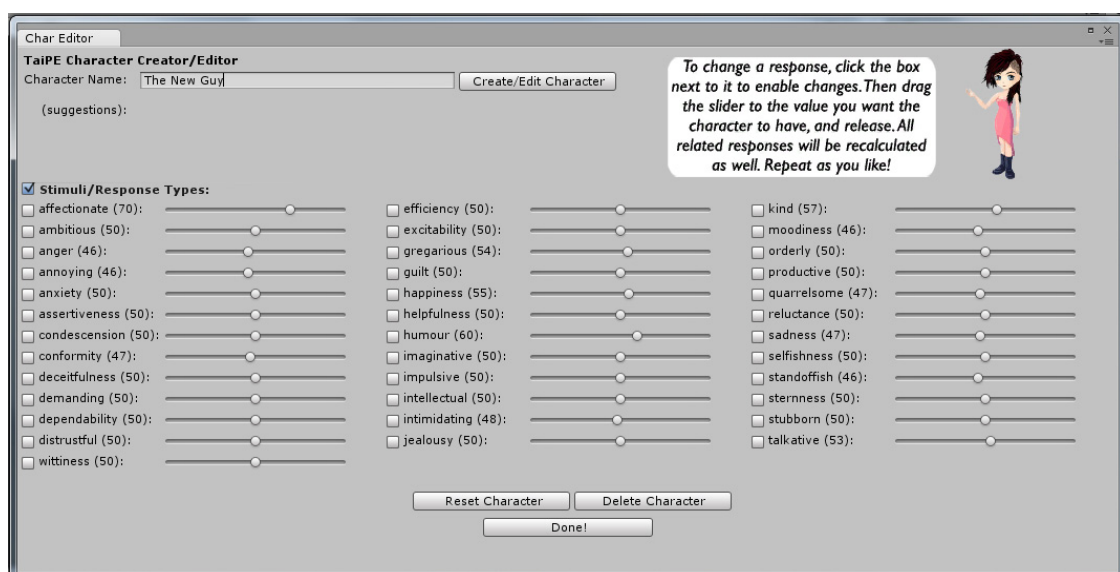 Char Editor
TaiPE Character Creator/Editor
Character Name: The New Guy Create/Edit Character
(suggestions):
To change a response, click the box
next to it to enable changes. Then drag
the slider to the value you want the
character to have, and release. All
related responses will be recalculated
as well. Repeat as you like!
Stimuli/Response Types:
affectionate (70): efficiency (50): kind (57):
ambitious (50): excitability (50): moodiness (46):
anger (46): gregarious (54): orderly (50):
annoying (46): guilt (50): productive (50):
anxiety (50): happiness (55): quarrelsome (47):
assertiveness (50): helpfulness (50): reluctance (50):
condescension (50): humour (60): sadness (47):
conformity (47): imaginative (50): selfishness (50):
deceitfulness (50): impulsive (50): standoffish (46):
demanding (50): intellectual (50): sternness (50):
dependability (50): intimidating (48): stubborn (50):
distrustful (50): jealousy (50): talkative (53):
wittiness (50):
Reset Character Delete Character
Done!